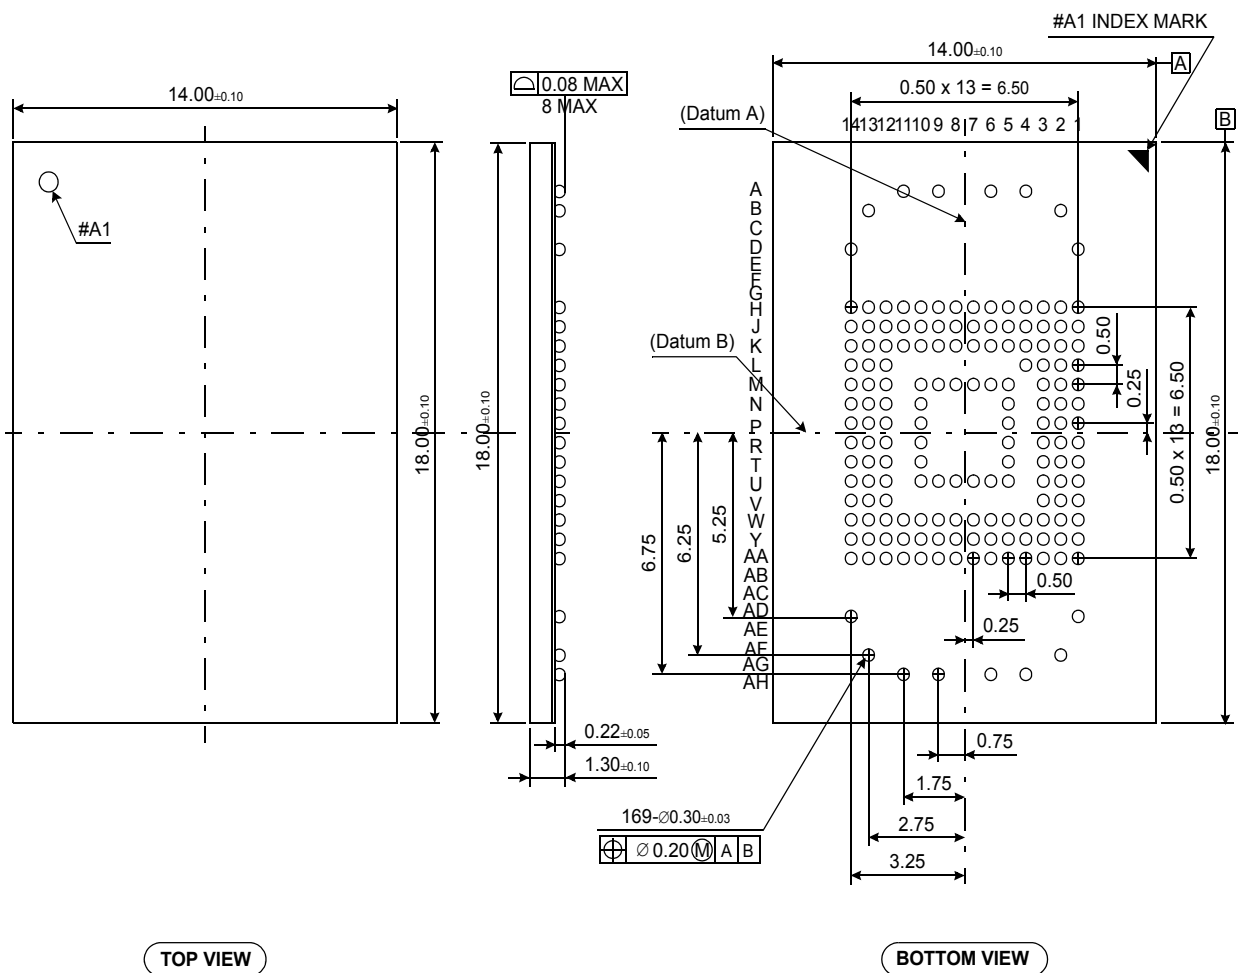 #A1 INDEX MARK
14.00±0.10
A
0.08 MAX
8 MAX
14.00±0.10
0.50 x 13 = 6.50
(Datum A)
B
14 13 12 11 10 9 8 7 6 5 4 3 2 1
#A1
A
B
C
D
E
F
G
H
J
K
L
M
N
P
R
T
U
V
W
Y
AA
AB
AC
AD
AE
AF
AG
AH
(Datum B)
0.50
0.25
0.50 x 13 = 6.50
18.00±0.10
18.00±0.10
18.00±0.10
6.75
6.25
5.25
0.50
0.25
0.22±0.05
1.30±0.10
0.75
1.75
2.75
3.25
169-∅0.30±0.03
⌖ ∅ 0.20 Ⓜ A B
TOP VIEW
BOTTOM VIEW